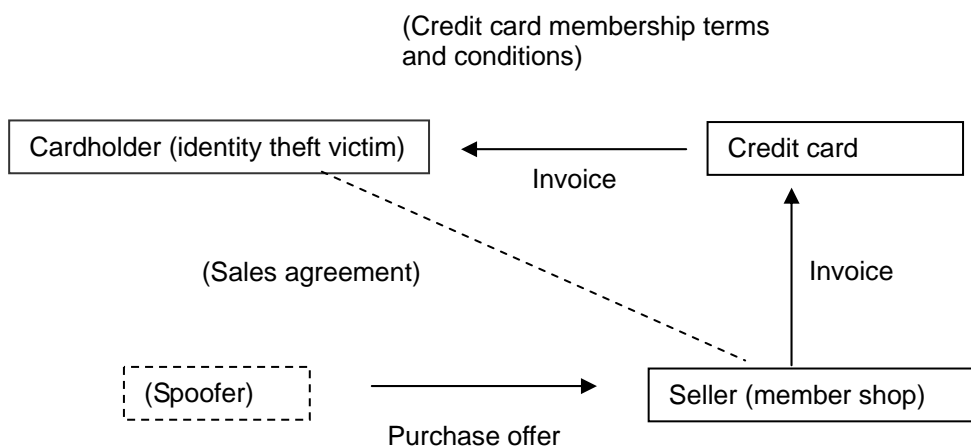 (Credit card membership terms
and conditions)
Cardholder (identity theft victim)
Credit card
Invoice
(Sales agreement)
Invoice
(Spoofer)
Seller (member shop)
Purchase offer